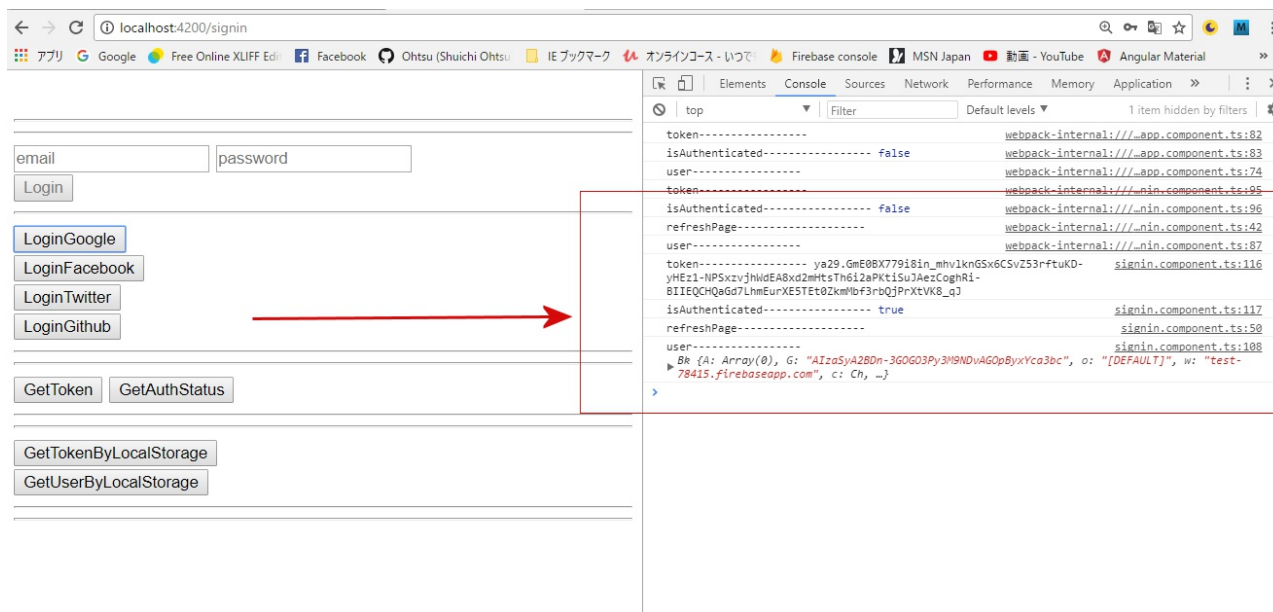 localhost:4200/signin
アプリ Google Free Online XLIFF Edi Facebook Ohtsu (Shuichi Ohtsu IE ブックマーク オンラインコース - いつで Firebase console MSN Japan 動画 - YouTube Angular Material »
Elements Console Sources Network Performance Memory Application »
top ▼ Filter Default levels ▼ 1 item hidden by filters
email password
Login
LoginGoogle
LoginFacebook
LoginTwitter
LoginGithub
GetToken GetAuthStatus
GetTokenByLocalStorage
GetUserByLocalStorage
token----------------- webpack-internal:///…app.component.ts:82
isAuthenticated----------------- false webpack-internal:///…app.component.ts:83
user----------------- webpack-internal:///…app.component.ts:74
token----------------- webpack-internal:///…nin.component.ts:95
isAuthenticated----------------- false webpack-internal:///…nin.component.ts:96
refreshPage-------------------- webpack-internal:///…nin.component.ts:42
user----------------- webpack-internal:///…nin.component.ts:87
token----------------- ya29.GmE0BX779i8in_mhvlknGSx6CSvZ53rftuKD- signin.component.ts:116
yHEz1-NPSxzvjhWdEA8xd2mHtsTh6i2aPKtiSuJAezCoghRi-
BIIEQCHQaGd7LhmEurXE5TEt0ZkmMbf3rbQjPrXtVK8_qJ
isAuthenticated----------------- true signin.component.ts:117
refreshPage-------------------- signin.component.ts:50
user----------------- signin.component.ts:108
Bk {A: Array(0), G: "AIzaSyA2BDn-3GOGO3Py3M9NDvAGOpByxYca3bc", o: "[DEFAULT]", w: "test-
78415.firebaseapp.com", c: Ch, …}